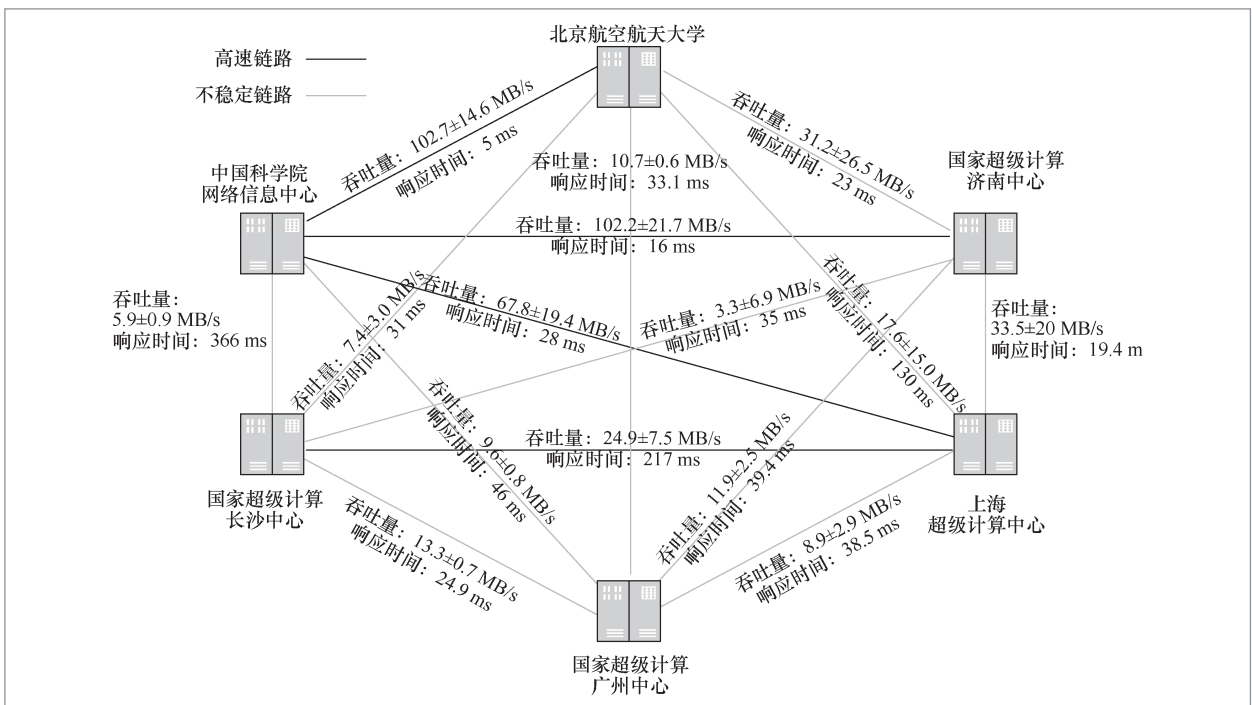 北京航空航天大学
高速链路
不稳定链路
吞吐量：102.7±14.6 MB/s
响应时间：5 ms
吞吐量：31.2±26.5 MB/s
响应时间：23 ms
吞吐量：10.7±0.6 MB/s
响应时间：33.1 ms
中国科学院
网络信息中心
国家超级计算
济南中心
吞吐量：102.2±21.7 MB/s
响应时间：16 ms
吞吐量：
5.9±0.9 MB/s
响应时间：366 ms
吞吐量：7.4±3.0 MB/s
响应时间：31 ms
吞吐量：67.8±19.4 MB/s
响应时间：28 ms
吞吐量：3.3±6.9 MB/s
响应时间：35 ms
吞吐量：17.6±15.0 MB/s
响应时间：130 ms
吞吐量：
33.5±20 MB/s
响应时间：19.4 m
吞吐量：9.6±0.8 MB/s
响应时间：46 ms
吞吐量：24.9±7.5 MB/s
响应时间：217 ms
吞吐量：11.9±2.5 MB/s
响应时间：39.4 ms
国家超级计算
长沙中心
上海
超级计算中心
吞吐量：13.3±0.7 MB/s
响应时间：24.9 ms
吞吐量：8.9±2.9 MB/s
响应时间：38.5 ms
国家超级计算
广州中心